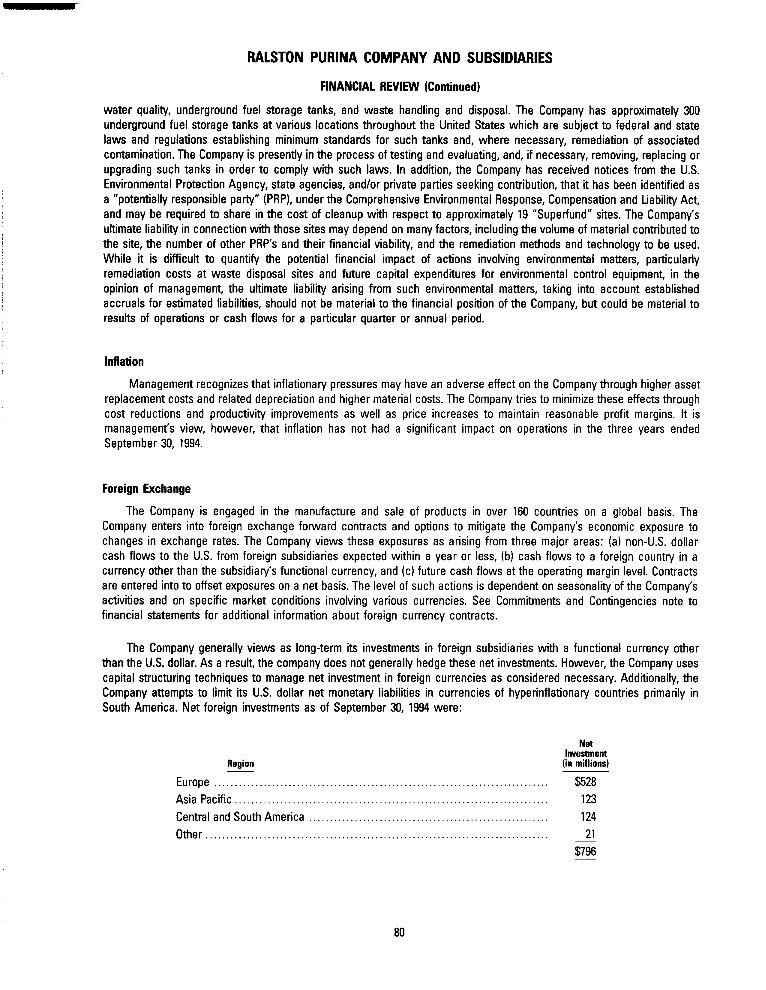 RALSTON PURINA COMPANY AND SUBSIDIARIES
FINANCIAL REVIEW (Continued)
water quality, underground fuel storage tanks, and waste handling and disposal. The Company has approximately 300
underground fuel storage tanks at various locations throughout the United States which are subject to federal and state
laws and regulations establishing minimum standards for such tanks and, where necessary, remediation of associated
contamination. The Company is presently in the process of testing and evaluating, and, if necessary, removing, replacing or
upgrading such tanks in order to comply with such laws. In addition, the Company has received notices from the U.S.
Environmental Protection Agency, state agencies, and/or private parties seeking contribution, that it has been identified as
a "potentially responsible party" (PRP), under the Comprehensive Environmental Response, Compensation and Liability Act,
and may be required to share in the cost of cleanup with respect to approximately 19 "Superfund" sites. The Company's
ultimate liability in connection with those sites may depend on many factors, including the volume of material contributed to
the site, the number of other PRP's and their financial viability, and the remediation methods and technology to be used.
While it is difficult to quantify the potential financial impact of actions involving environmental matters, particularly
remediation costs at waste disposal sites and future capital expenditures for environmental control equipment, in the
opinion of management, the ultimate liability arising from such environmental matters, taking into account established
accruals for estimated liabilities, should not be material to the financial position of the Company, but could be material to
results of operations or cash flows for a particular quarter or annual period.
Inflation
Management recognizes that inflationary pressures may have an adverse effect on the Company through higher asset
replacement costs and related depreciation and higher material costs. The Company tries to minimize these effects through
cost reductions and productivity improvements as well as price increases to maintain reasonable profit margins. It is
management's view, however, that inflation has not had a significant impact on operations in the three years ended
September 30, 1994.
Foreign Exchange
The Company is engaged in the manufacture and sale of products in over 160 countries on a global basis. The
Company enters into foreign exchange forward contracts and options to mitigate the Company's economic exposure to
changes in exchange rates. The Company views these exposures as arising from three major areas: (a) non-U.S. dollar
cash flows to the U.S. from foreign subsidiaries expected within a year or less, (b) cash flows to a foreign country in a
currency other than the subsidiary's functional currency, and (c) future cash flows at the operating margin level. Contracts
are entered into to offset exposures on a net basis. The level of such actions is dependent on seasonality of the Company's
activities and on specific market conditions involving various currencies. See Commitments and Contingencies note to
financial statements for additional information about foreign currency contracts.
The Company generally views as long-term its investments in foreign subsidiaries with a functional currency other
than the U.S. dollar. As a result, the company does not generally hedge these net investments. However, the Company uses
capital structuring techniques to manage net investment in foreign currencies as considered necessary. Additionally, the
Company attempts to limit its U.S. dollar net monetary liabilities in currencies of hyperinflationary countries primarily in
South America. Net foreign investments as of September 30, 1994 were:
Net
Investment
Region (in millions)
Europe ........ $528
Asia Pacific ........ 123
Central and South America ........ 124
Other ........ 21
$796
80